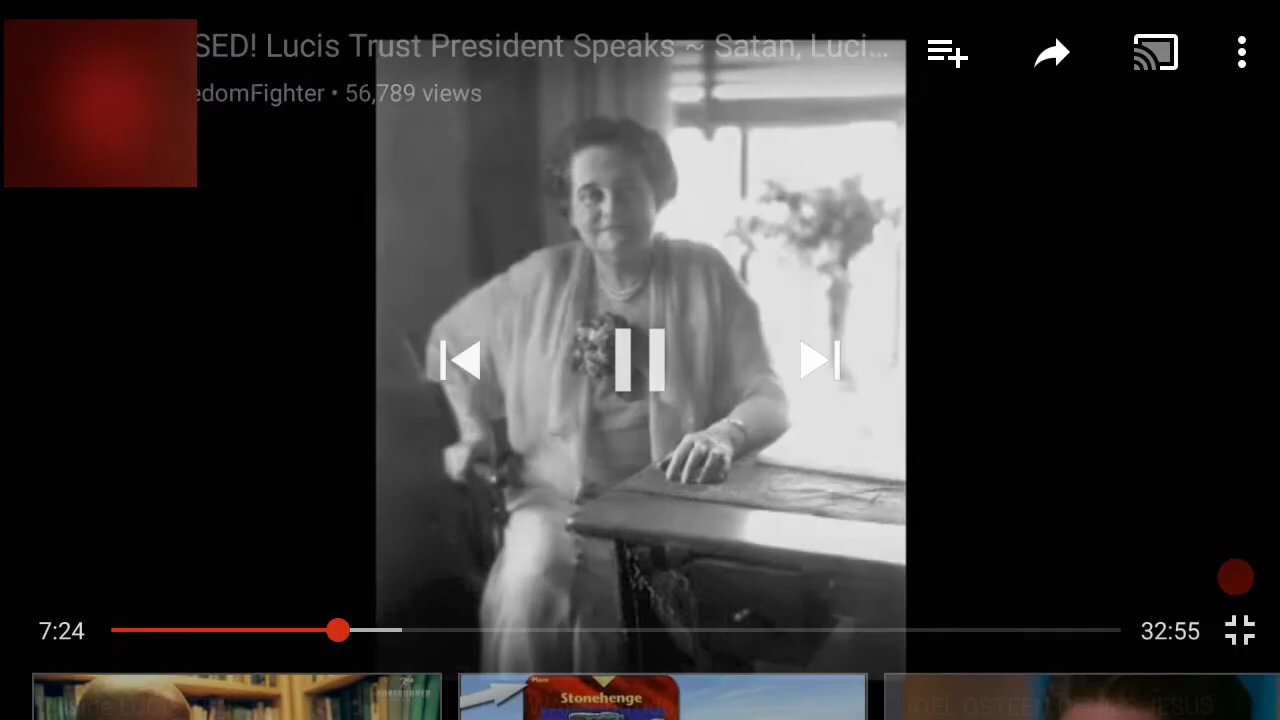 SED! Lucis Trust President Speaks ~ Satan, Luci...
edomFighter • 56,789 views
7:24
32:55
Stonehenge